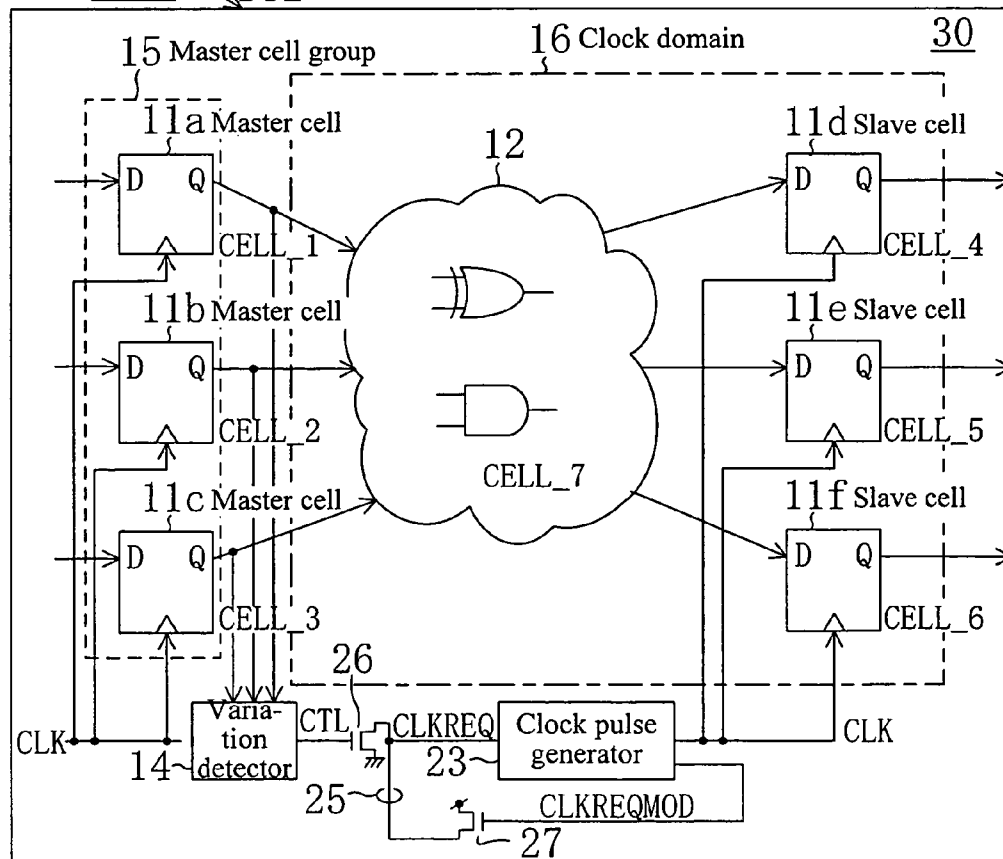 30
15 Master cell group
16 Clock domain
11a Master cell
D Q
CELL_1
12
11d Slave cell
D Q
CELL_4
11b Master cell
D Q
CELL_2
11e Slave cell
D Q
CELL_5
CELL_7
11c Master cell
D Q
CELL_3
11f Slave cell
D Q
CELL_6
26
CLK
Varia-
tion
detector
14
CTL
CLKREQ
Clock pulse
generator
23
CLK
25
CLKREQMOD
27